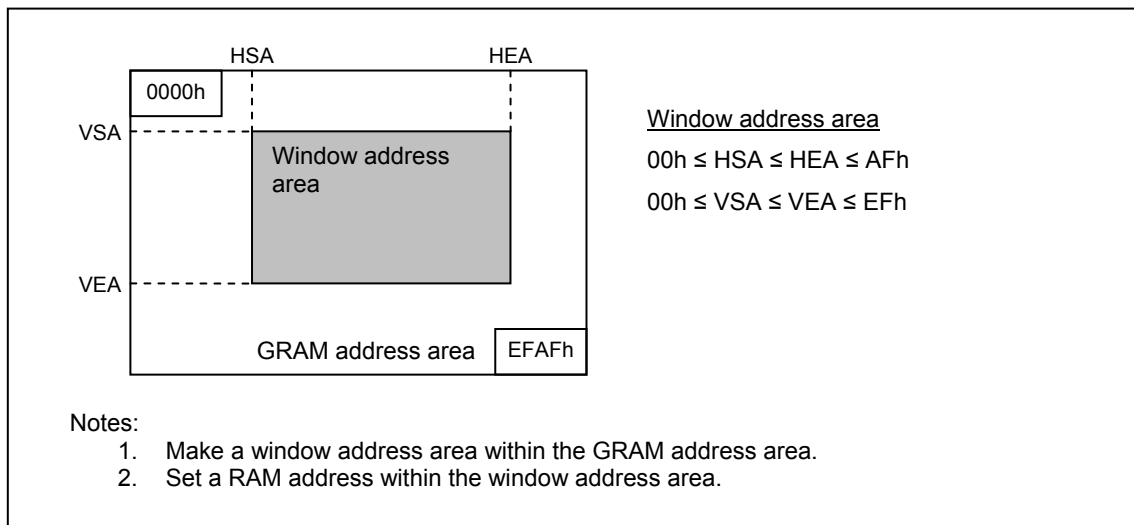 HSA HEA
0000h
VSA
Window address
area
VEA
GRAM address area EFAFh
Window address area
00h ≤ HSA ≤ HEA ≤ AFh
00h ≤ VSA ≤ VEA ≤ EFh
Notes:
1. Make a window address area within the GRAM address area.
2. Set a RAM address within the window address area.